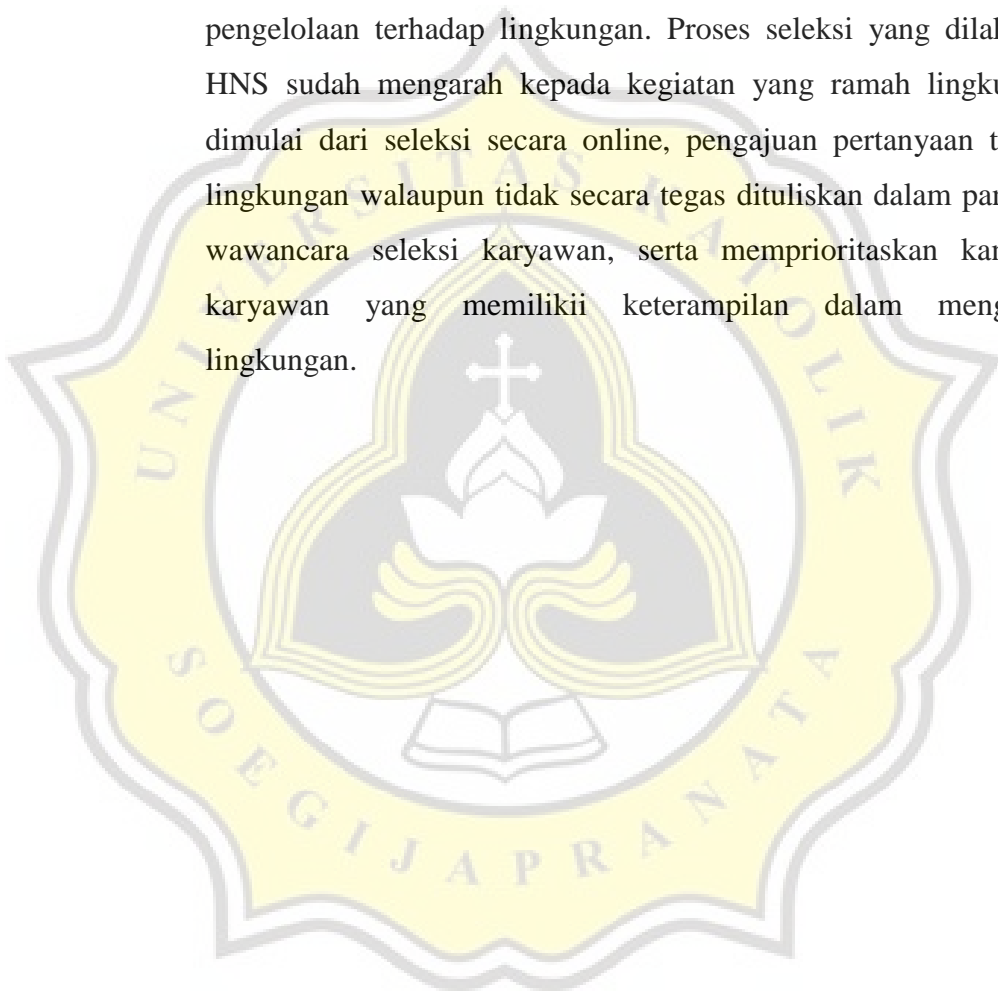 pengelolaan terhadap lingkungan. Proses seleksi yang dilak
HNS sudah mengarah kepada kegiatan yang ramah lingku
dimulai dari seleksi secara online, pengajuan pertanyaan t
lingkungan walaupun tidak secara tegas dituliskan dalam pa
wawancara seleksi karyawan, serta memprioritaskan ka
karyawan yang memilikii keterampilan dalam meng
lingkungan.
UNIVERSITAS KATOLIK
SOEGIJAPRANATA